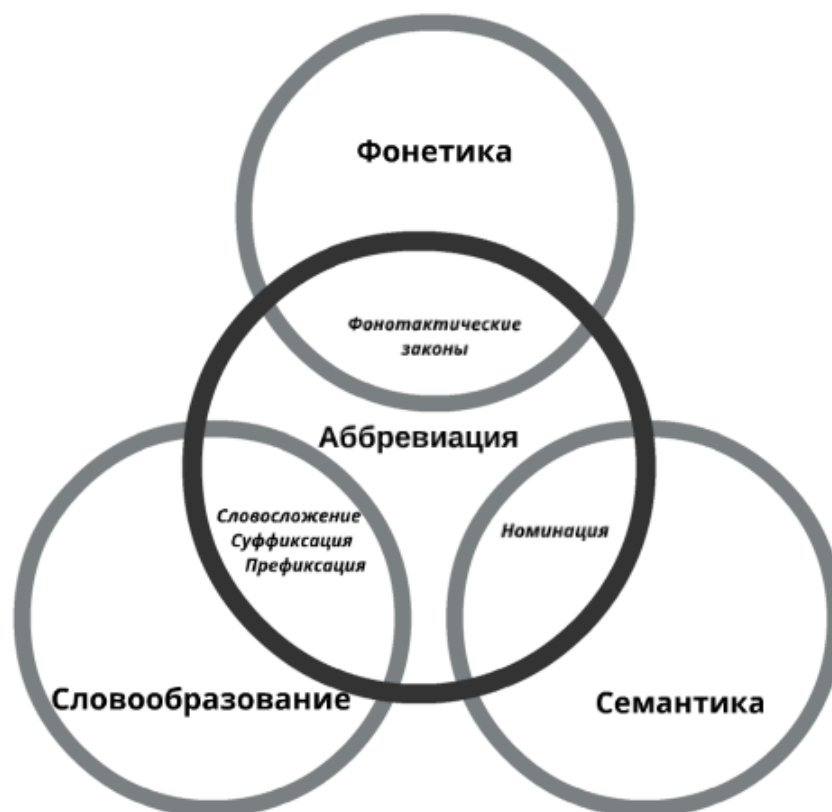 Фонетика
Фонотактические
законы
Аббревиация
Словосложение
Суффиксация
Префиксация
Номинация
Словообразование
Семантика